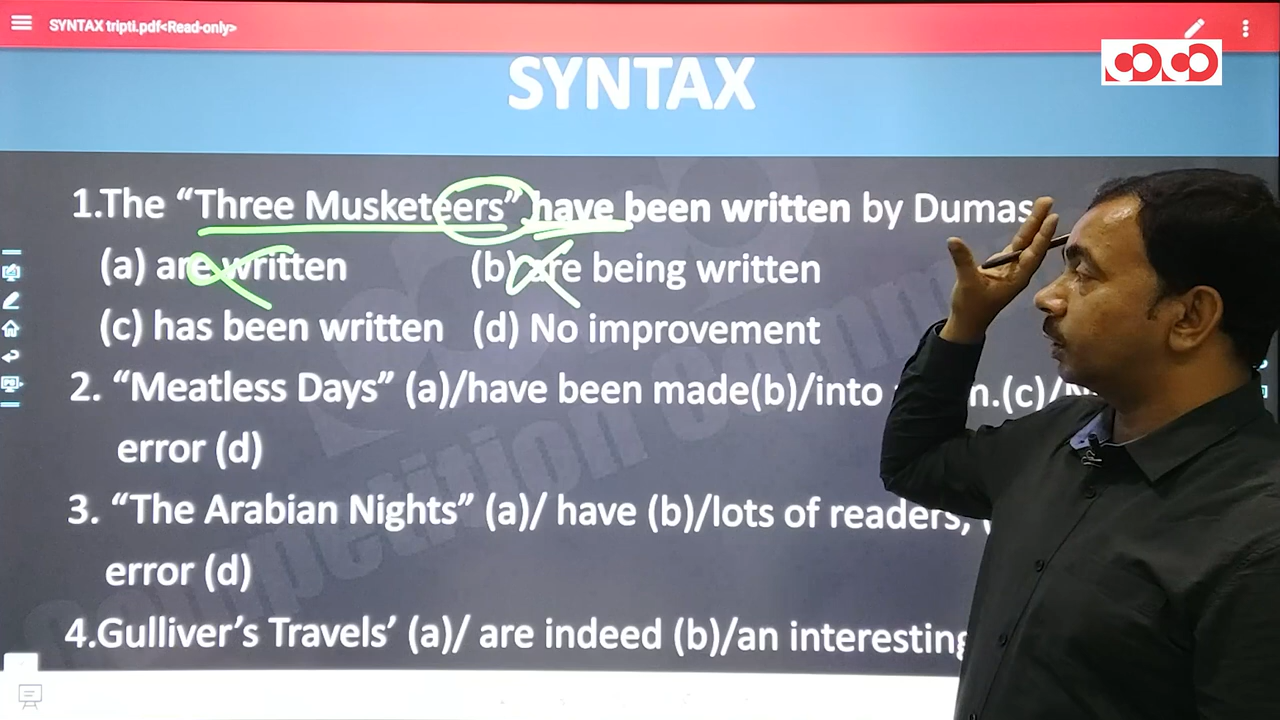 SYNTAX tripti.pdf<Read-only>
SYNTAX
1.The “Three Musketeers” have been written by Dumas
(a) are written (b) are being written
(c) has been written (d) No improvement
2. “Meatless Days” (a)/have been made(b)/into .(c)/
error (d)
3. “The Arabian Nights” (a)/ have (b)/lots of readers,
error (d)
4.Gulliver’s Travels’ (a)/ are indeed (b)/an interesting